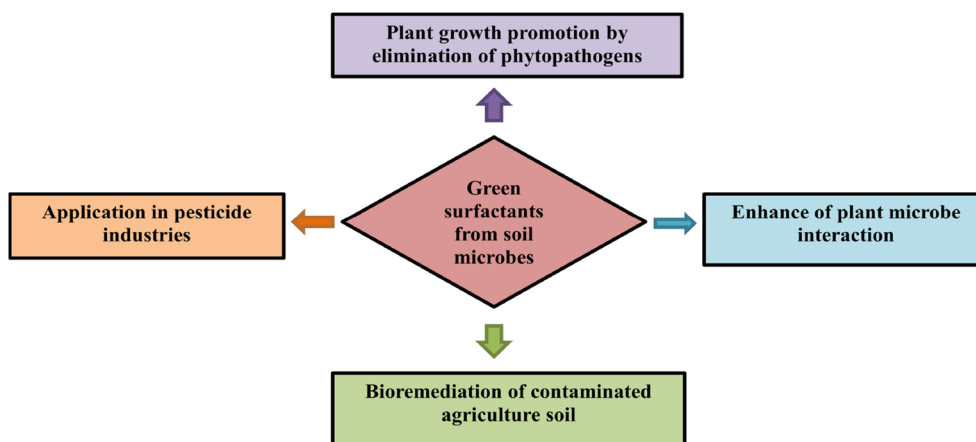 Plant growth promotion by
elimination of phytopathogens
Application in pesticide
industries
Green
surfactants
from soil
microbes
Enhance of plant microbe
interaction
Bioremediation of contaminated
agriculture soil